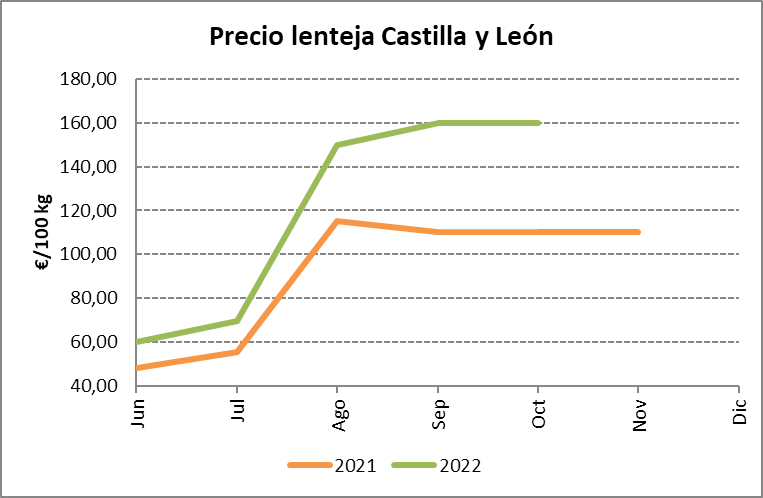 Precio lenteja Castilla y León
180,00
160,00
140,00
120,00
100,00
80,00
60,00
40,00
€/100 kg
Jun
Jul
Ago
Sep
Oct
Nov
Dic
2021
2022